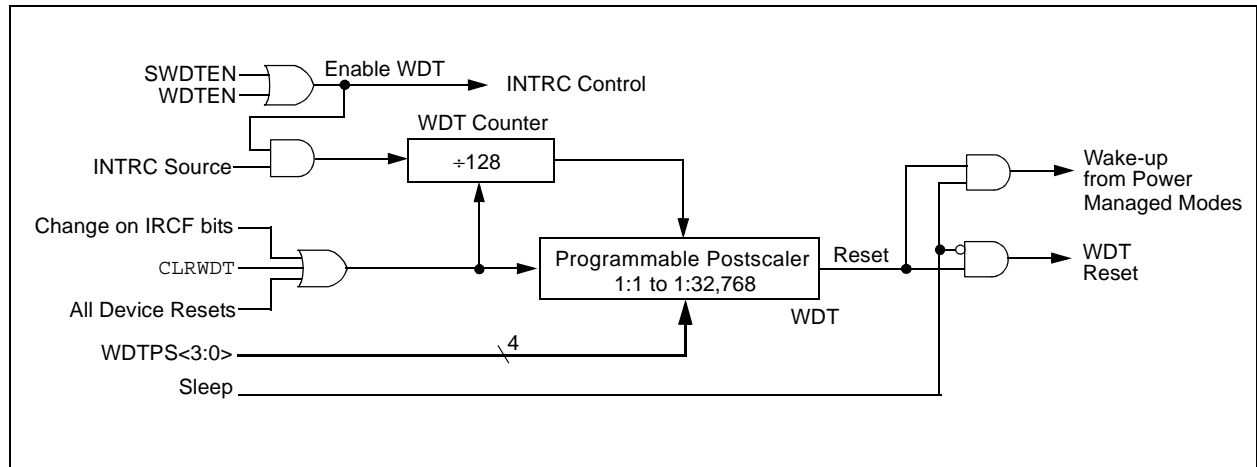 SWDTEN
WDTEN
Enable WDT
INTRC Control
WDT Counter
INTRC Source
÷128
Wake-up
from Power
Managed Modes
Change on IRCF bits
CLRWDT
All Device Resets
Programmable Postscaler
1:1 to 1:32,768
Reset
WDT
Reset
WDT
WDTPS<3:0>
4
Sleep